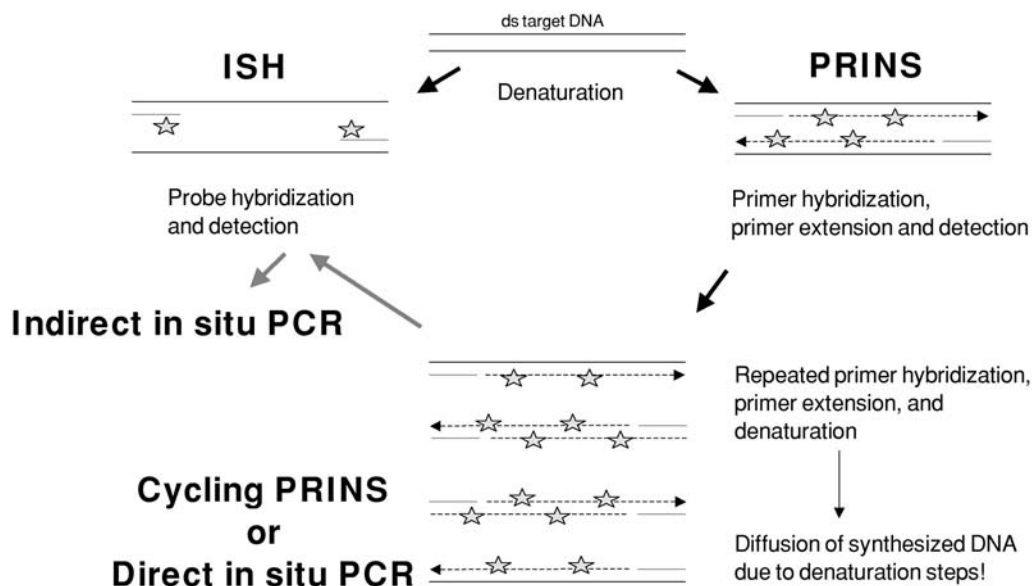 ds target DNA
ISH
PRINS
Denaturation
Probe hybridization
and detection
Primer hybridization,
primer extension and detection
Indirect in situ PCR
Repeated primer hybridization,
primer extension, and
denaturation
Cycling PRINS
or
Direct in situ PCR
Diffusion of synthesized DNA
due to denaturation steps!